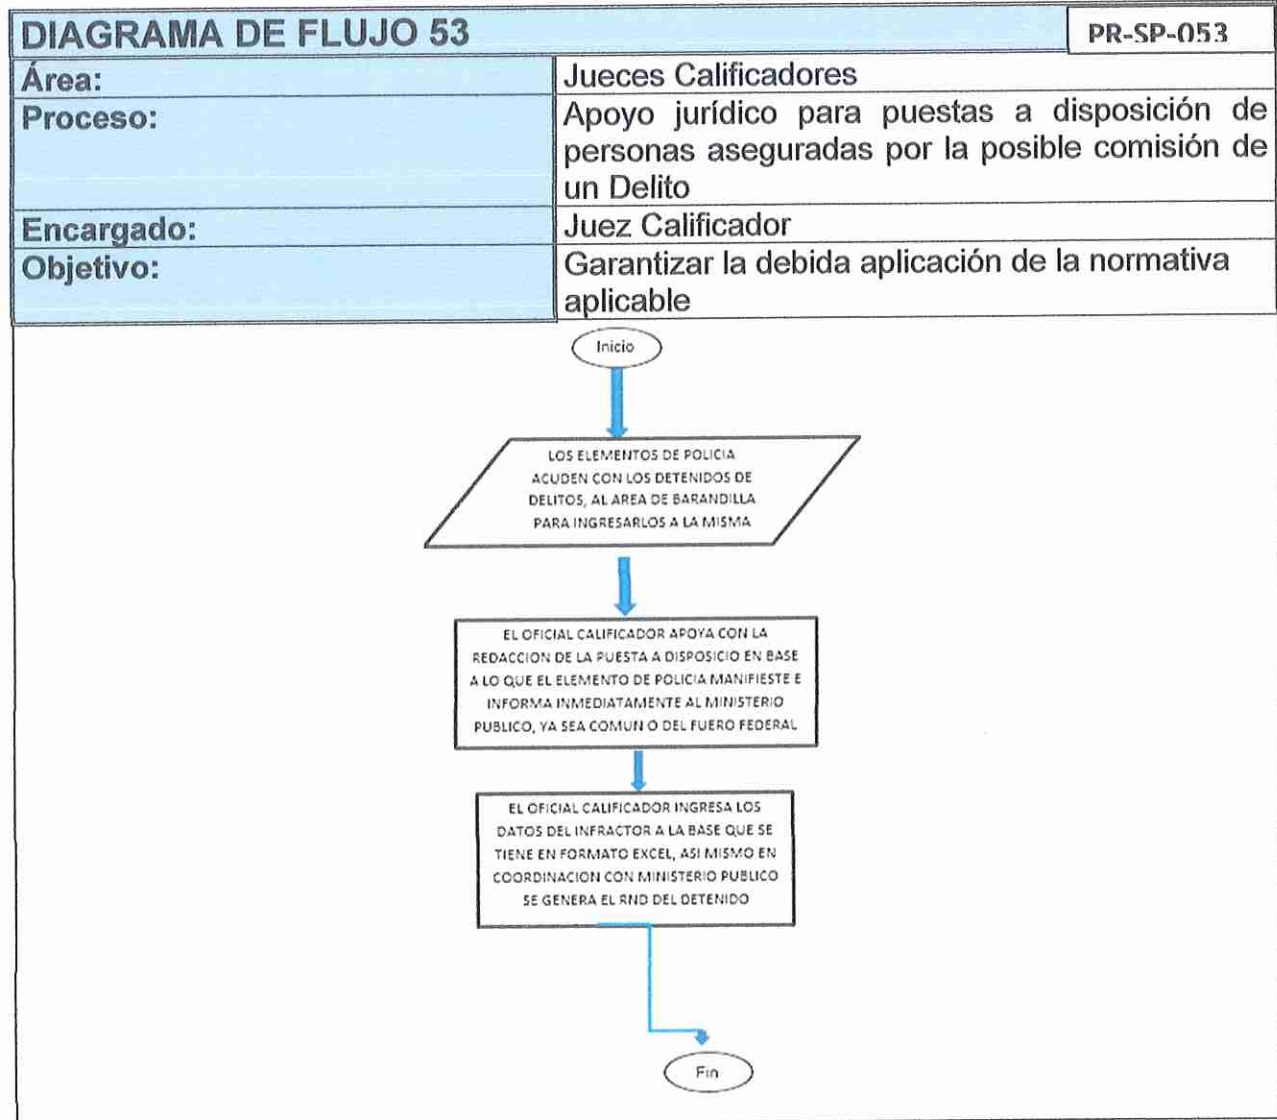 DIAGRAMA DE FLUJO 53
PR-SP-053
Área:
Jueces Calificadores
Proceso:
Apoyo jurídico para puestas a disposición de
personas aseguradas por la posible comisión de
un Delito
Encargado:
Juez Calificador
Objetivo:
Garantizar la debida aplicación de la normativa
aplicable
Inicio
LOS ELEMENTOS DE POLICIA
ACUDEN CON LOS DETENIDOS DE
DELITOS, AL AREA DE BARANDILLA
PARA INGRESARLOS A LA MISMA
EL OFICIAL CALIFICADOR APOYA CON LA
REDACCION DE LA PUESTA A DISPOSICIO EN BASE
A LO QUE EL ELEMENTO DE POLICIA MANIFIESTE E
INFORMA INMEDIATAMENTE AL MINISTERIO
PUBLICO, YA SEA COMUN O DEL FUERO FEDERAL
EL OFICIAL CALIFICADOR INGRESA LOS
DATOS DEL INFRACTOR A LA BASE QUE SE
TIENE EN FORMATO EXCEL, ASI MISMO EN
COORDINACION CON MINISTERIO PUBLICO
SE GENERA EL RND DEL DETENIDO
Fin